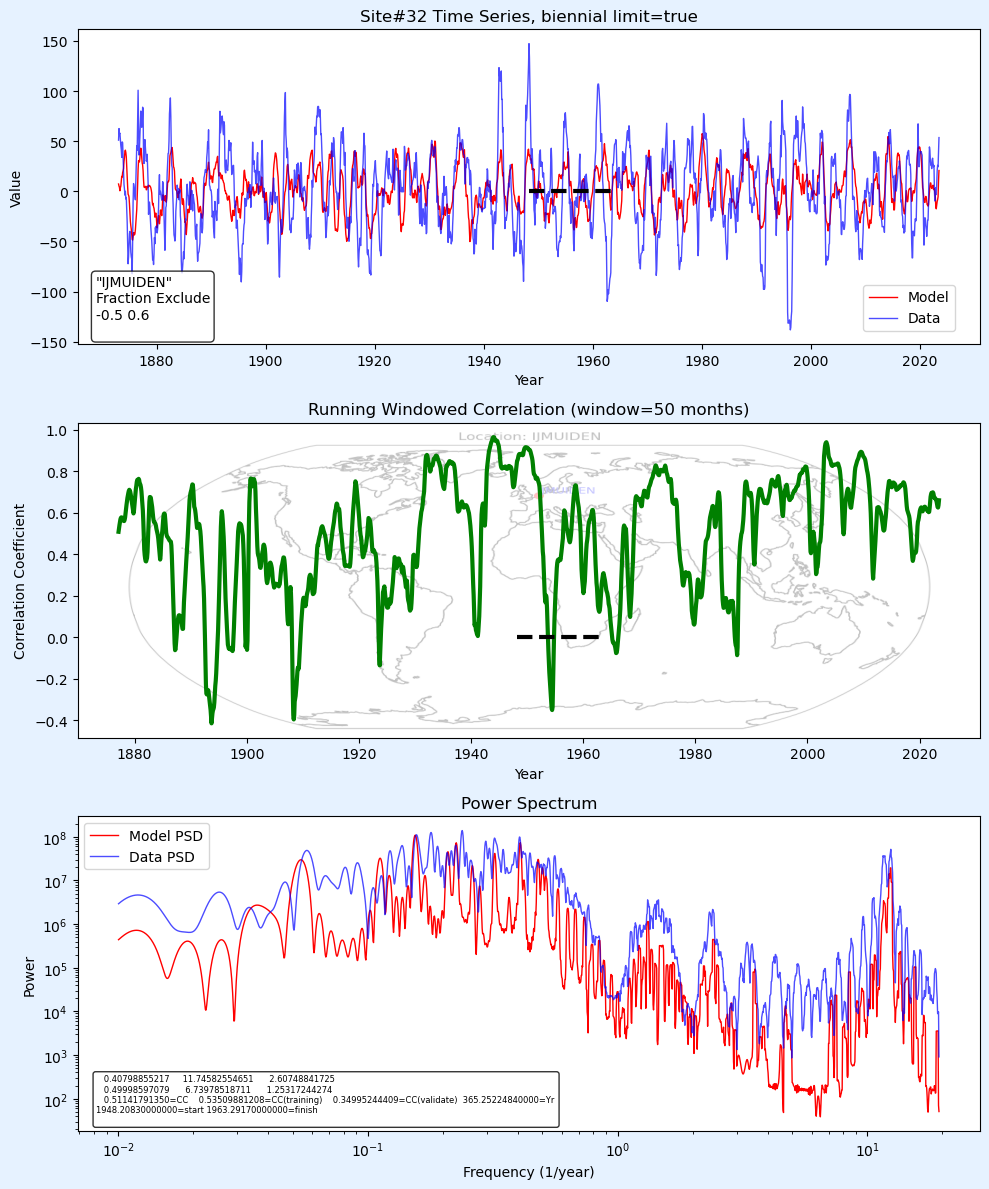 Site#32 Time Series, biennial limit=true
150
100
50
0
−50
−100
−150
Value
"IJMUIDEN"
Fraction Exclude
-0.5 0.6
Model
Data
1880
1900
1920
1940
1960
1980
2000
2020
Year
Running Windowed Correlation (window=50 months)
Location: IJMUIDEN
IJMUIDEN
1.0
0.8
0.6
0.4
0.2
0.0
−0.2
−0.4
Correlation Coefficient
1880
1900
1920
1940
1960
1980
2000
2020
Year
Power Spectrum
Model PSD
Data PSD
10^8
10^7
10^6
10^5
10^4
10^3
10^2
Power
0.40798855217 11.74582554651 2.60748841725
0.49998597079 6.73978518711 1.25317244274
0.51141791350=CC 0.53509881208=CC(training) 0.34995244409=CC(validate) 365.25224840000=Yr
1948.20830000000=start 1963.29170000000=finish
10^−2
10^−1
10^0
10^1
Frequency (1/year)